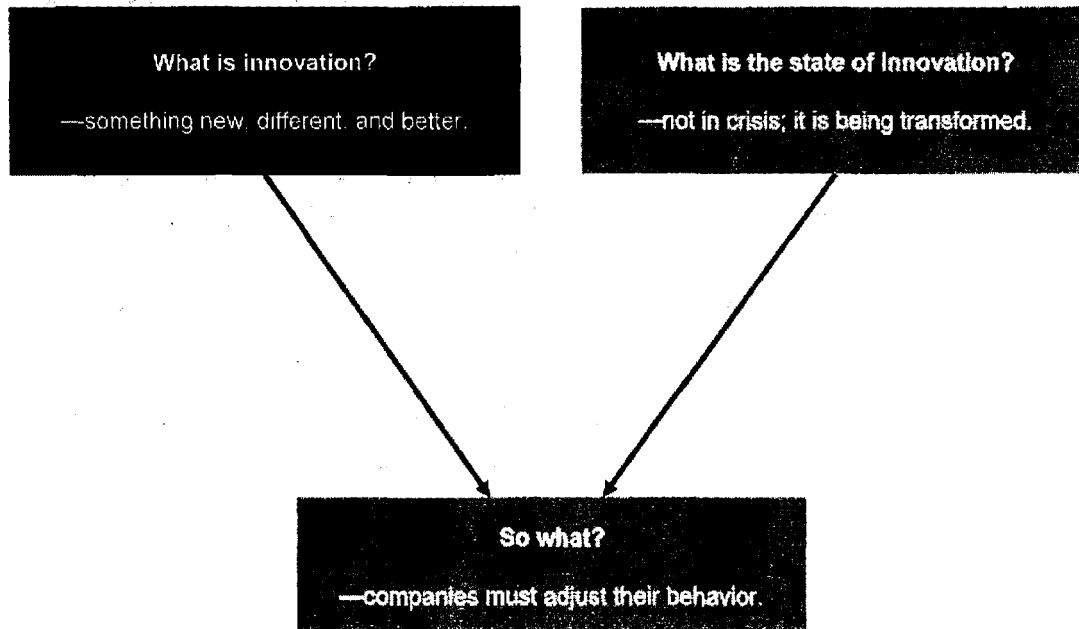 What is innovation?
—something new, different, and better.
What is the state of Innovation?
—not in crisis; it is being transformed.
So what?
—companies must adjust their behavior.